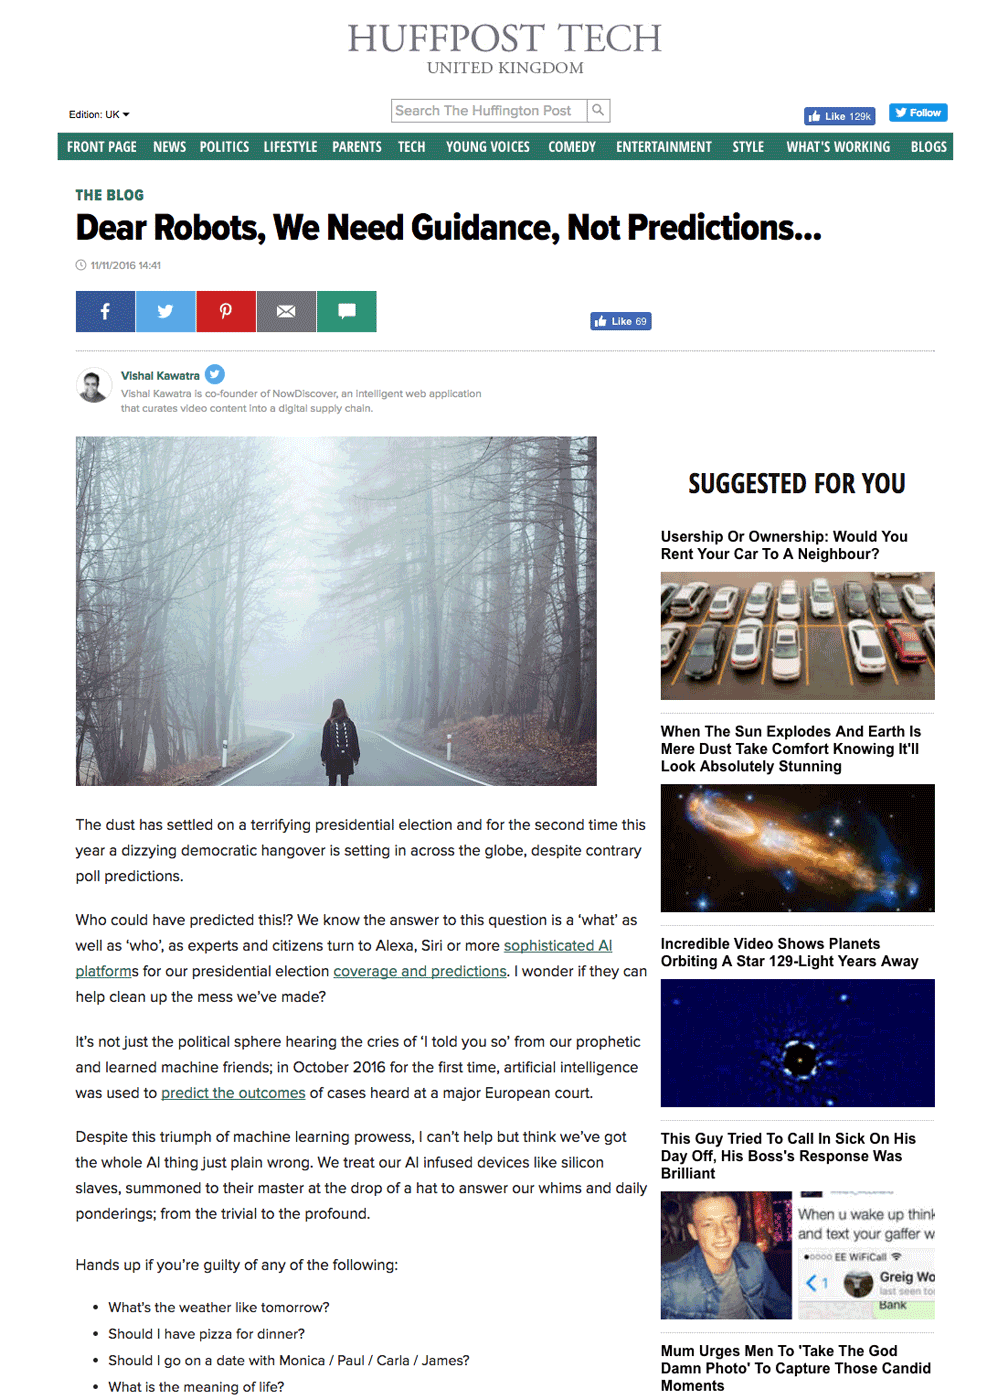 HUFFPOST TECH
UNITED KINGDOM
Edition: UK
Search The Huffington Post
Like 129k
Follow
FRONT PAGE NEWS POLITICS LIFESTYLE PARENTS TECH YOUNG VOICES COMEDY ENTERTAINMENT STYLE WHAT'S WORKING BLOGS
THE BLOG
Dear Robots, We Need Guidance, Not Predictions...
11/11/2016 14:41
Like 69
Vishal Kawatra
Vishal Kawatra is co-founder of NowDiscover, an intelligent web application
that curates video content into a digital supply chain.
The dust has settled on a terrifying presidential election and for the second time this
year a dizzying democratic hangover is setting in across the globe, despite contrary
poll predictions.
Who could have predicted this!? We know the answer to this question is a ‘what’ as
well as ‘who’, as experts and citizens turn to Alexa, Siri or more sophisticated AI
platforms for our presidential election coverage and predictions. I wonder if they can
help clean up the mess we’ve made?
It’s not just the political sphere hearing the cries of ‘I told you so’ from our prophetic
and learned machine friends; in October 2016 for the first time, artificial intelligence
was used to predict the outcomes of cases heard at a major European court.
Despite this triumph of machine learning prowess, I can’t help but think we’ve got
the whole AI thing just plain wrong. We treat our AI infused devices like silicon
slaves, summoned to their master at the drop of a hat to answer our whims and daily
ponderings; from the trivial to the profound.
Hands up if you’re guilty of any of the following:
• What's the weather like tomorrow?
• Should I have pizza for dinner?
• Should I go on a date with Monica / Paul / Carla / James?
• What is the meaning of life?
SUGGESTED FOR YOU
Usership Or Ownership: Would You
Rent Your Car To A Neighbour?
When The Sun Explodes And Earth Is
Mere Dust Take Comfort Knowing It'll
Look Absolutely Stunning
Incredible Video Shows Planets
Orbiting A Star 129-Light Years Away
This Guy Tried To Call In Sick On His
Day Off, His Boss's Response Was
Brilliant
When u wake up think
and text your gaffer w
EE WiFiCall
1
Greig Wo
last seen to
Bank
Mum Urges Men To 'Take The God
Damn Photo' To Capture Those Candid
Moments